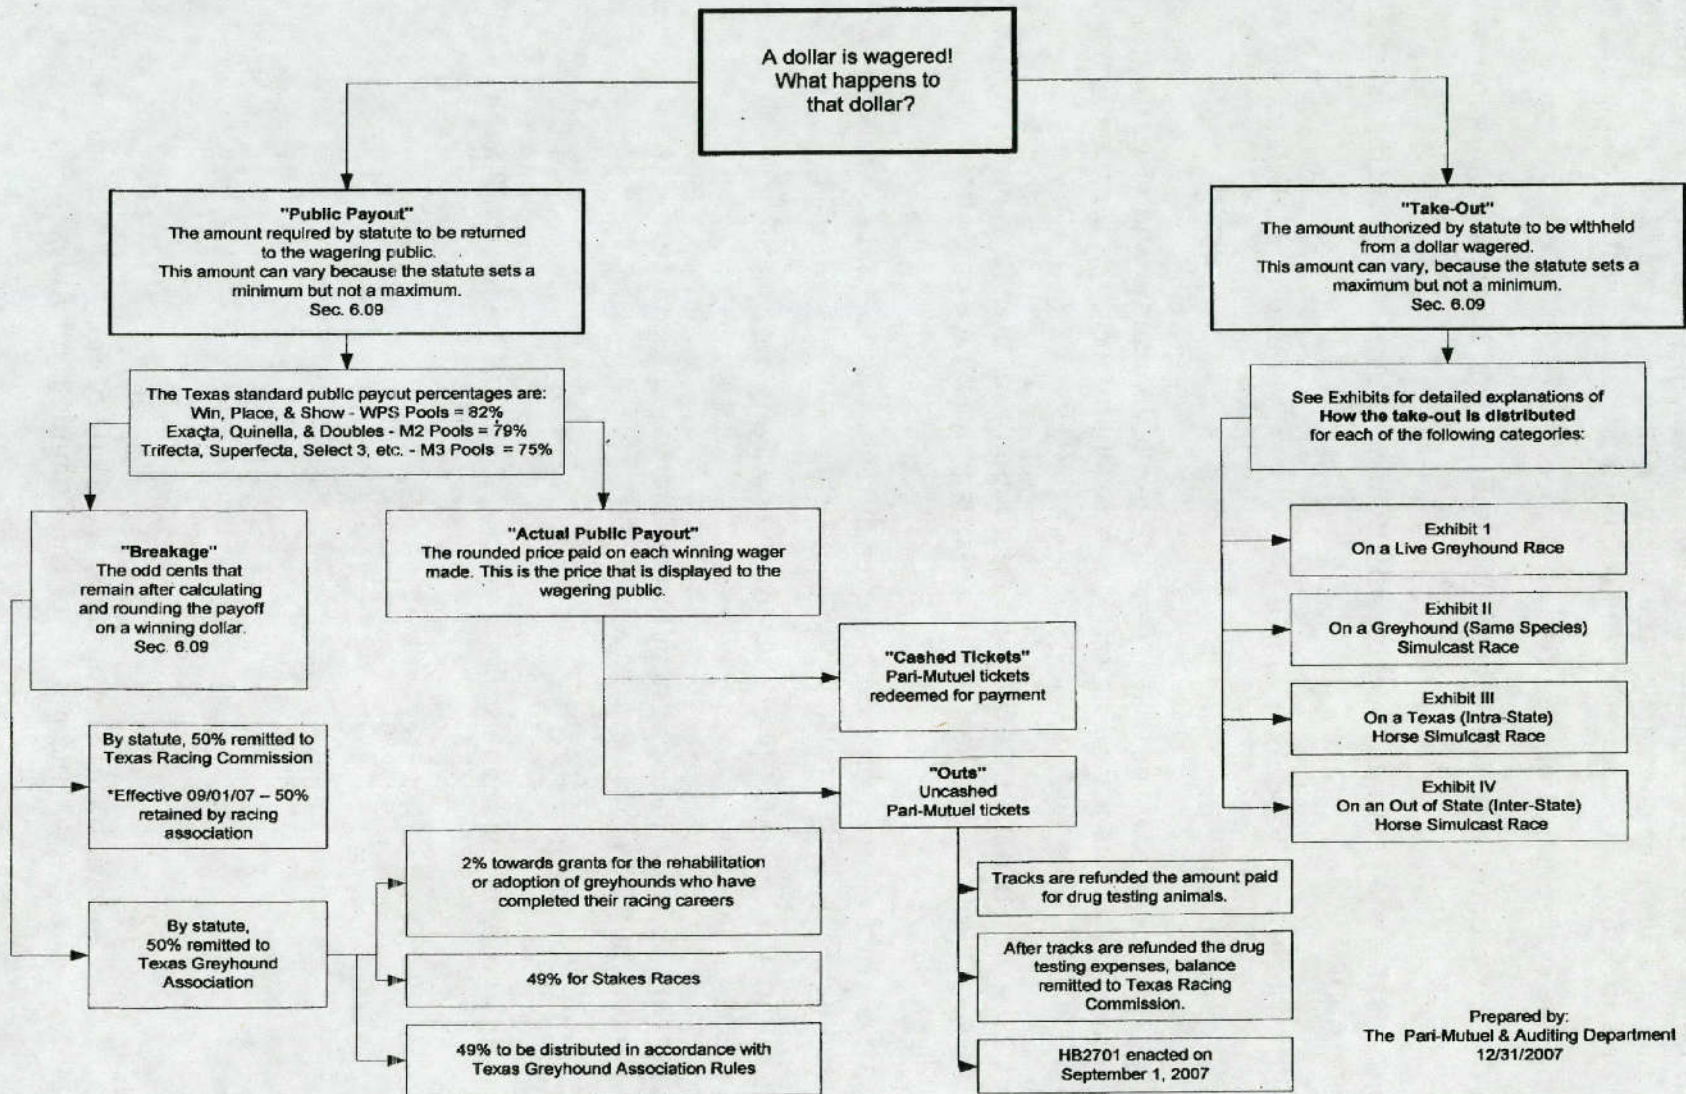 A dollar is wagered!
What happens to
that dollar?
"Public Payout"
The amount required by statute to be returned
to the wagering public.
This amount can vary because the statute sets a
minimum but not a maximum.
Sec. 6.09
"Take-Out"
The amount authorized by statute to be withheld
from a dollar wagered.
This amount can vary, because the statute sets a
maximum but not a minimum.
Sec. 6.09
The Texas standard public payout percentages are:
Win, Place, & Show - WPS Pools = 82%
Exacta, Quinella, & Doubles - M2 Pools = 79%
Trifecta, Superfecta, Select 3, etc. - M3 Pools = 75%
See Exhibits for detailed explanations of
How the take-out is distributed
for each of the following categories:
"Breakage"
The odd cents that
remain after calculating
and rounding the payoff
on a winning dollar.
Sec. 6.09
"Actual Public Payout"
The rounded price paid on each winning wager
made. This is the price that is displayed to the
wagering public.
Exhibit 1
On a Live Greyhound Race
Exhibit II
On a Greyhound (Same Species)
Simulcast Race
"Cashed Tickets"
Pari-Mutuel tickets
redeemed for payment
Exhibit III
On a Texas (Intra-State)
Horse Simulcast Race
By statute, 50% remitted to
Texas Racing Commission
*Effective 09/01/07 – 50%
retained by racing
association
"Outs"
Uncashed
Pari-Mutuel tickets
Exhibit IV
On an Out of State (Inter-State)
Horse Simulcast Race
2% towards grants for the rehabilitation
or adoption of greyhounds who have
completed their racing careers
Tracks are refunded the amount paid
for drug testing animals.
By statute,
50% remitted to
Texas Greyhound
Association
49% for Stakes Races
After tracks are refunded the drug
testing expenses, balance
remitted to Texas Racing
Commission.
49% to be distributed in accordance with
Texas Greyhound Association Rules
HB2701 enacted on
September 1, 2007
Prepared by:
The Pari-Mutuel & Auditing Department
12/31/2007